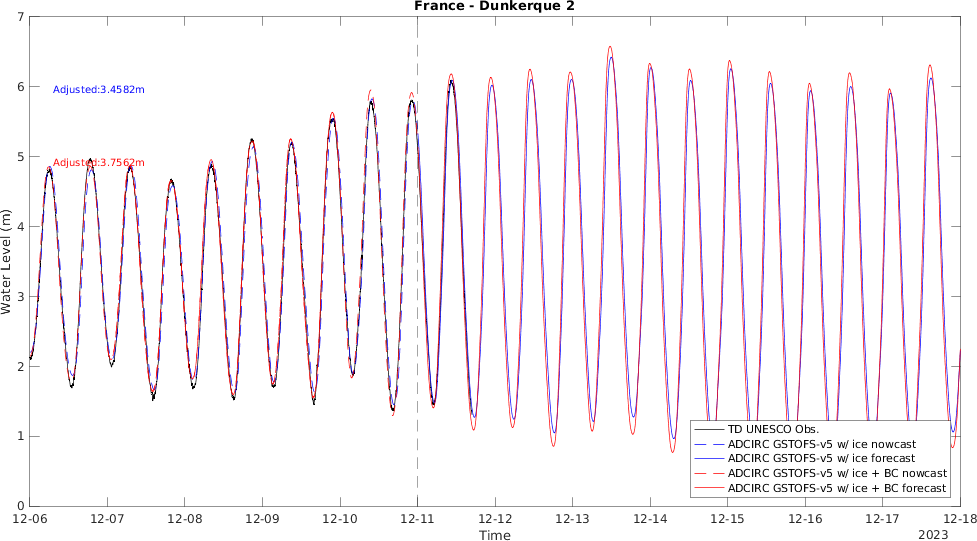 France - Dunkerque 2
Water Level (m)
7
6
5
4
3
2
1
0
Adjusted:3.4582m
Adjusted:3.7562m
TD UNESCO Obs.
ADCIRC GSTOFS-v5 w/ ice nowcast
ADCIRC GSTOFS-v5 w/ ice forecast
ADCIRC GSTOFS-v5 w/ ice + BC nowcast
ADCIRC GSTOFS-v5 w/ ice + BC forecast
12-06 12-07 12-08 12-09 12-10 12-11 12-12 12-13 12-14 12-15 12-16 12-17 12-18
Time
2023